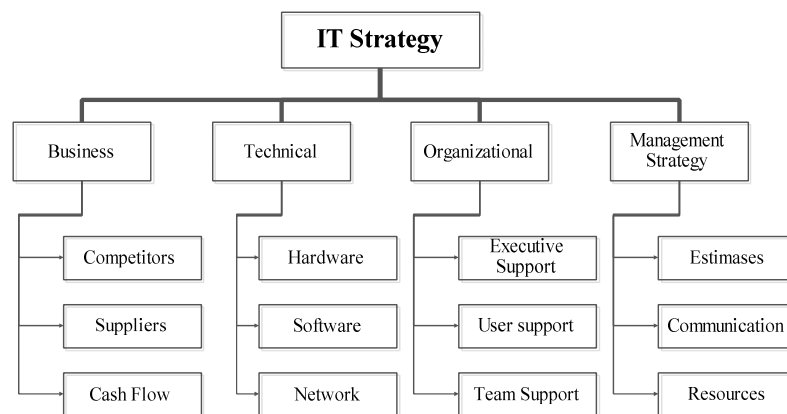 IT Strategy
Business
Technical
Organizational
Management
Strategy
Competitors
Hardware
Executive
Support
Estimases
Suppliers
Software
User support
Communication
Cash Flow
Network
Team Support
Resources